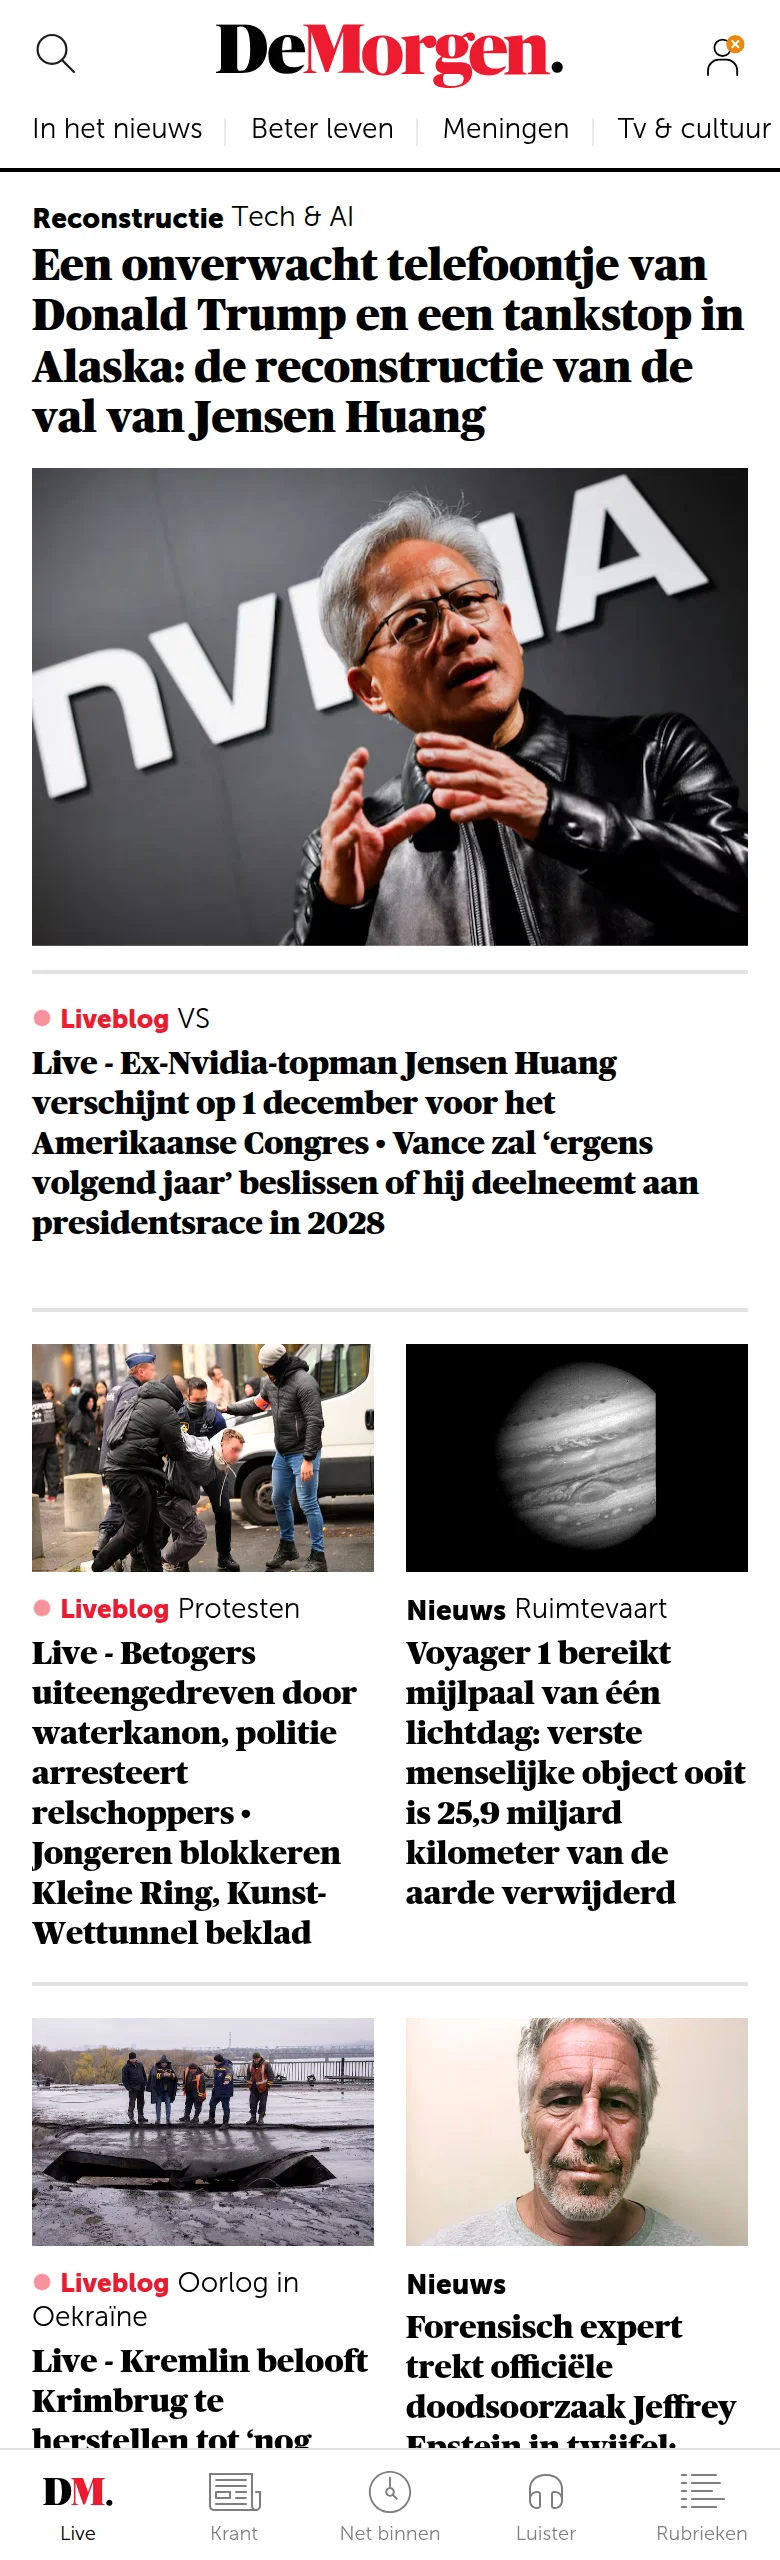 DeMorgen.
In het nieuws
Beter leven
Meningen
Tv & cultuur
Reconstructie Tech & AI
Een onverwacht telefoontje van
Donald Trump en een tankstop in
Alaska: de reconstructie van de
val van Jensen Huang
NVIDIA
Liveblog VS
Live - Ex-Nvidia-topman Jensen Huang
verschijnt op 1 december voor het
Amerikaanse Congres • Vance zal ‘ergens
volgend jaar’ beslissen of hij deelneemt aan
presidentsrace in 2028
Liveblog Protesten
Live - Betogers
uiteengedreven door
waterkanon, politie
arresteert
relschoppers •
Jongeren blokkeren
Kleine Ring, Kunst-
Wettunnel beklad
Nieuws Ruimtevaart
Voyager 1 bereikt
mijlpaal van één
lichtdag: verste
menselijke object ooit
is 25,9 miljard
kilometer van de
aarde verwijderd
Liveblog Oorlog in
Oekraïne
Live - Kremlin belooft
Krimbrug te
herstellen tot ‘nog
Nieuws
Forensisch expert
trekt officiële
doodsoorzaak Jeffrey
Epstein in twijfel:
DM.
Live
Krant
Net binnen
Luister
Rubrieken